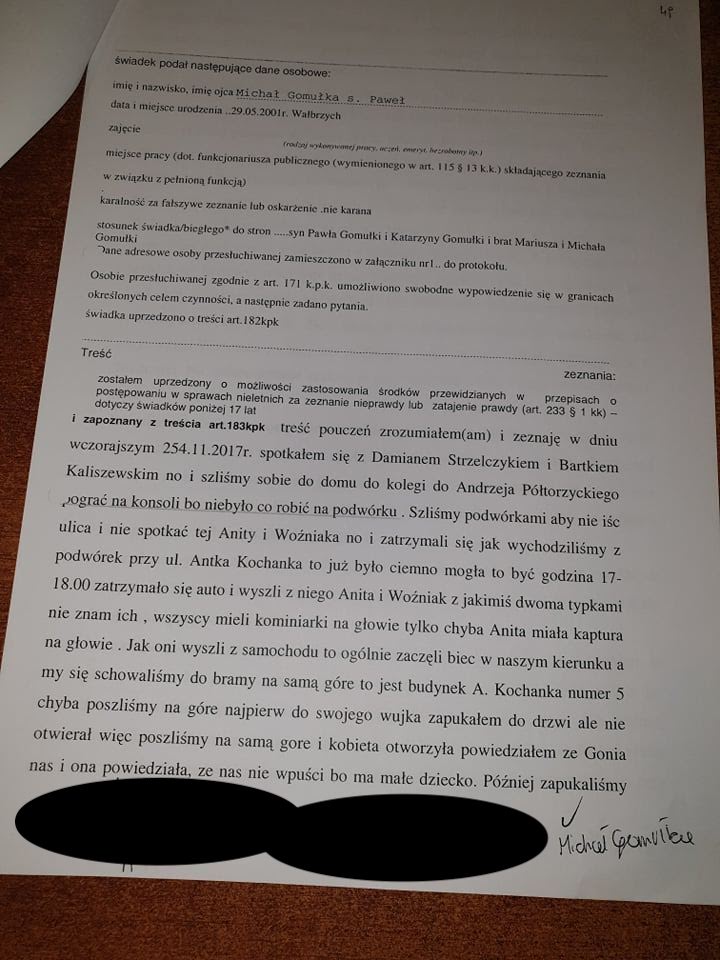 4p
świadek podał następujące dane osobowe:
imię i nazwisko, imię ojca Michał Gomułka s. Paweł
data i miejsce urodzenia ..29.05.2001r. Wałbrzych
zajęcie
(rodzaj wykonywanej pracy, uczeń, emeryt, bezrobotny itp.)
miejsce pracy (dot. funkcjonariusza publicznego (wymienionego w art. 115 § 13 k.k.) składającego zeznania
w związku z pełnioną funkcją)
karalność za fałszywe zeznanie lub oskarżenie .nie karana
stosunek świadka/biegłego* do stron .....syn Pawła Gomułki i Katarzyny Gomułki i brat Mariusza i Michała
Gomułki
Dane adresowe osoby przesłuchiwanej zamieszczono w załączniku nr1.. do protokołu.
Osobie przesłuchiwanej zgodnie z art. 171 k.p.k. umożliwiono swobodne wypowiedzenie się w granicach
określonych celem czynności, a następnie zadano pytania.
świadka uprzedzono o treści art.182kpk
Treść zeznania:
zostałem uprzedzony o możliwości zastosowania środków przewidzianych w przepisach o
postępowaniu w sprawach nieletnich za zeznanie nieprawdy lub zatajenie prawdy (art. 233 § 1 kk) –
dotyczy świadków poniżej 17 lat
i zapoznany z treścia art.183kpk treść pouczeń zrozumiałem(am) i zeznaję w dniu
wczorajszym 254.11.2017r. spotkałem się z Damianem Strzelczykiem i Bartkiem
Kaliszewskim no i szliśmy sobie do domu do kolegi do Andrzeja Półtorzyckiego
pograć na konsoli bo niebyło co robić na podwórku . Szliśmy podwórkami aby nie iśc
ulica i nie spotkać tej Anity i Woźniaka no i zatrzymali się jak wychodziliśmy z
podwórek przy ul. Antka Kochanka to już było ciemno mogła to być godzina 17-
18.00 zatrzymało się auto i wyszli z niego Anita i Woźniak z jakimiś dwoma typkami
nie znam ich , wszyscy mieli kominiarki na głowie tylko chyba Anita miała kaptura
na głowie . Jak oni wyszli z samochodu to ogólnie zaczęli biec w naszym kierunku a
my się schowaliśmy do bramy na samą góre to jest budynek A. Kochanka numer 5
chyba poszliśmy na góre najpierw do swojego wujka zapukałem do drzwi ale nie
otwierał więc poszliśmy na samą gore i kobieta otworzyła powiedziałem ze Gonia
nas i ona powiedziała, ze nas nie wpuści bo ma małe dziecko. Później zapukaliśmy
Michał Gomułka